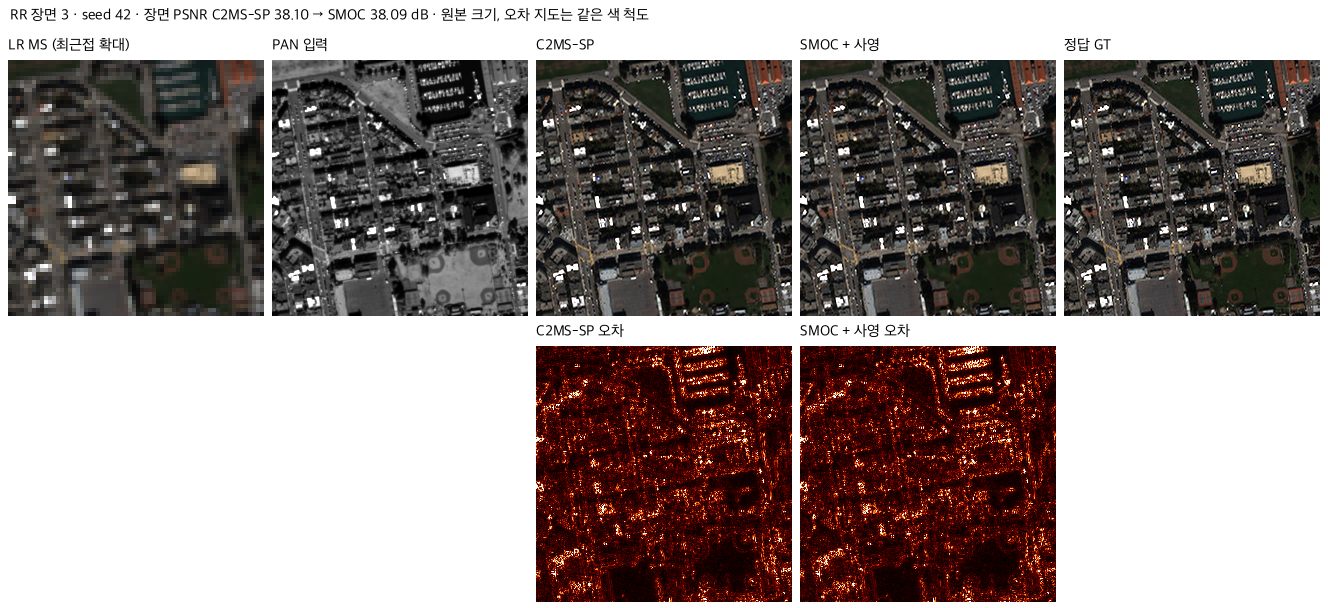 RR 장면 3 · seed 42 · 장면 PSNR C2MS-SP 38.10 → SMOC 38.09 dB · 원본 크기, 오차 지도는 같은 색 척도
LR MS (최근접 확대)
PAN 입력
C2MS-SP
SMOC + 사영
정답 GT
C2MS-SP 오차
SMOC + 사영 오차